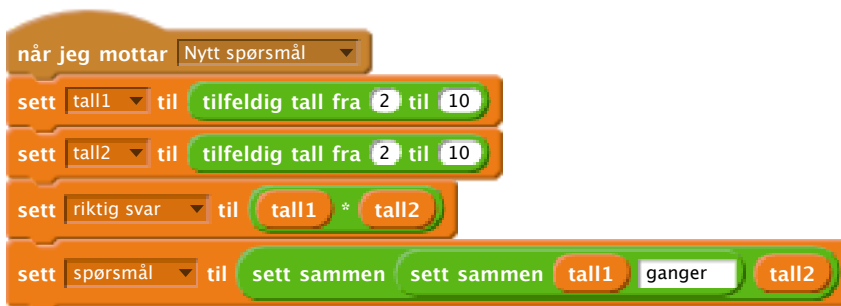 når jeg mottar Nytt spørsmål
sett tall1 til tilfeldig tall fra 2 til 10
sett tall2 til tilfeldig tall fra 2 til 10
sett riktig svar til tall1 * tall2
sett spørsmål til sett sammen sett sammen tall1 ganger tall2